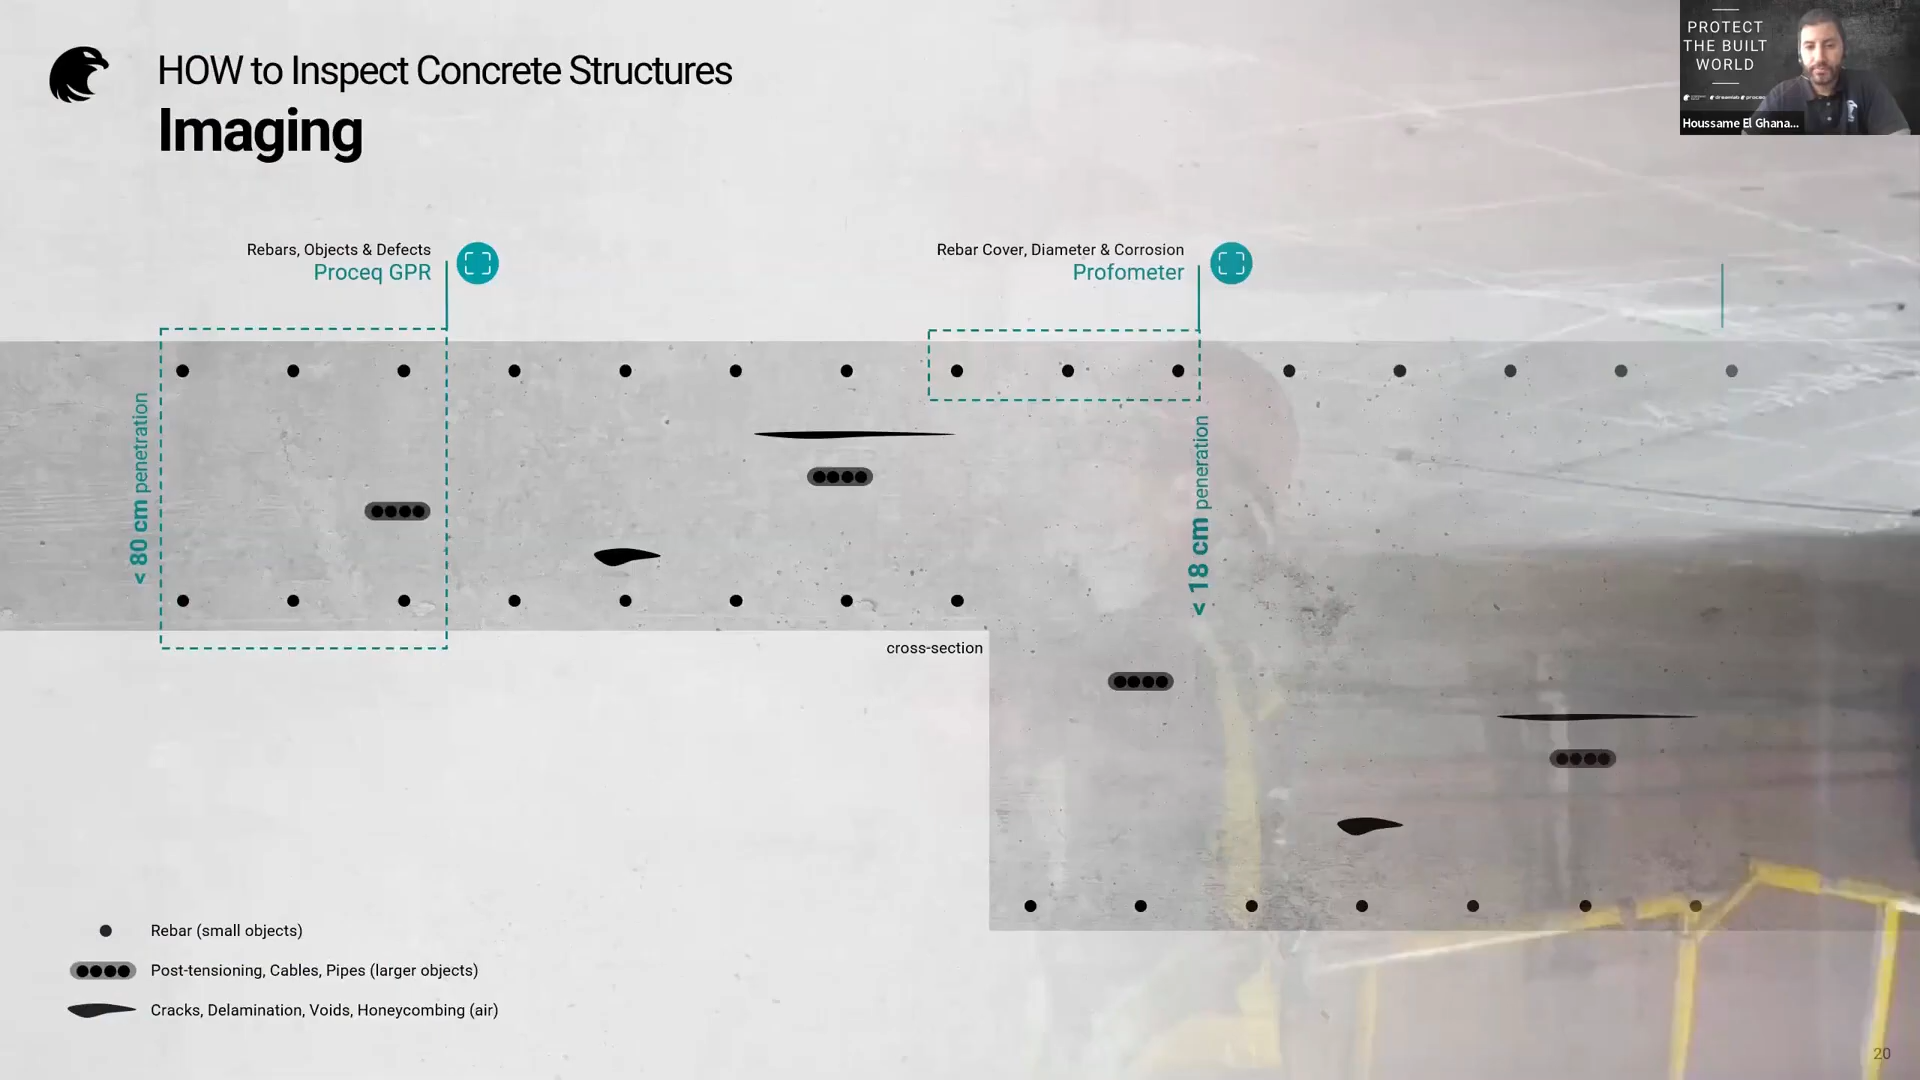 HOW to Inspect Concrete Structures
Imaging
PROTECT
THE BUILT
WORLD
Houssame El Ghana...
Rebars, Objects & Defects
Proceq GPR
Rebar Cover, Diameter & Corrosion
Profometer
< 80 cm penetration
< 18 cm peneration
cross-section
Rebar (small objects)
Post-tensioning, Cables, Pipes (larger objects)
Cracks, Delamination, Voids, Honeycombing (air)
20